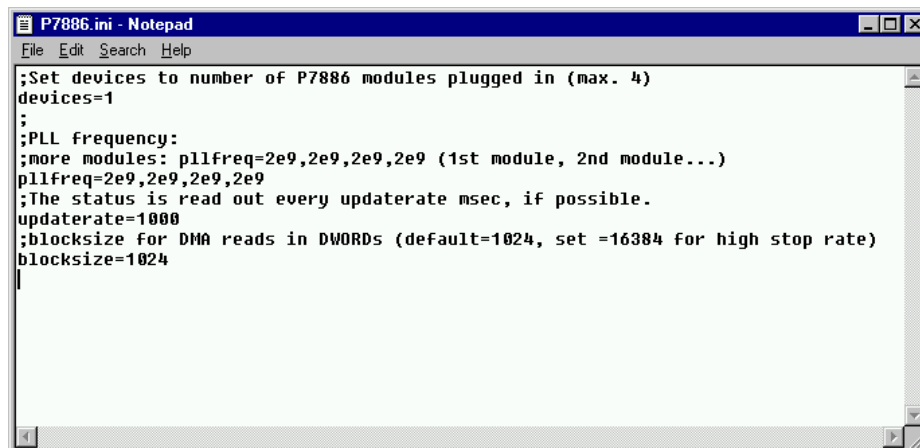 P7886.ini - Notepad
File Edit Search Help
;Set devices to number of P7886 modules plugged in (max. 4)
devices=1
;
;PLL frequency:
;more modules: pllfreq=2e9,2e9,2e9,2e9 (1st module, 2nd module...)
pllfreq=2e9,2e9,2e9,2e9
;The status is read out every updaterate msec, if possible.
updaterate=1000
;blocksize for DMA reads in DWORDs (default=1024, set =16384 for high stop rate)
blocksize=1024